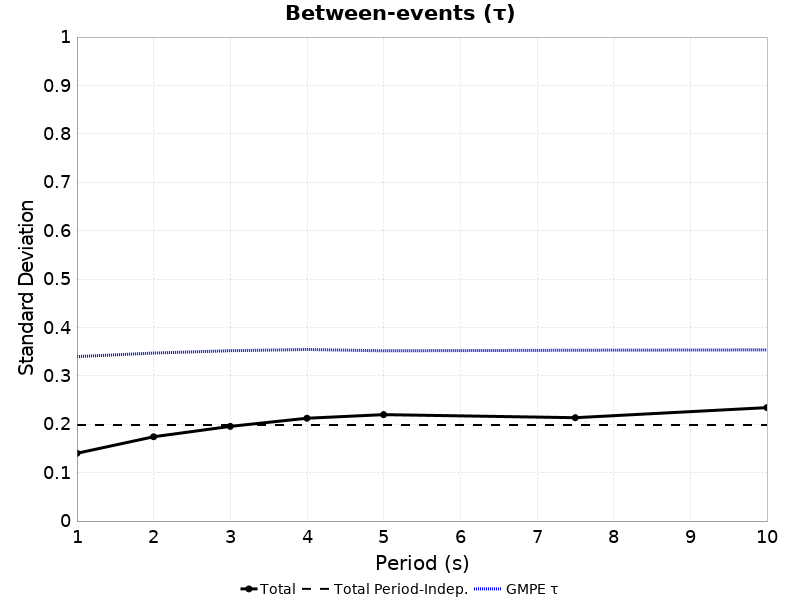 Between-events (τ)
Standard Deviation
1
0.9
0.8
0.7
0.6
0.5
0.4
0.3
0.2
0.1
0
1 2 3 4 5 6 7 8 9 10
Period (s)
Total Total Period-Indep. GMPE τ